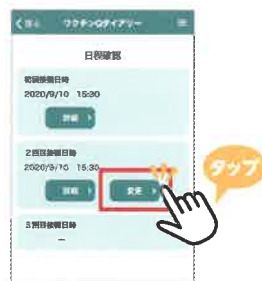 戻る ワクチンQダイアリー
日程確認
初回接種日時
2020/9/10 15:30
詳細
2回目接種日時
2020/9/10 15:30
詳細 変更
タップ
3回目接種日時
ー